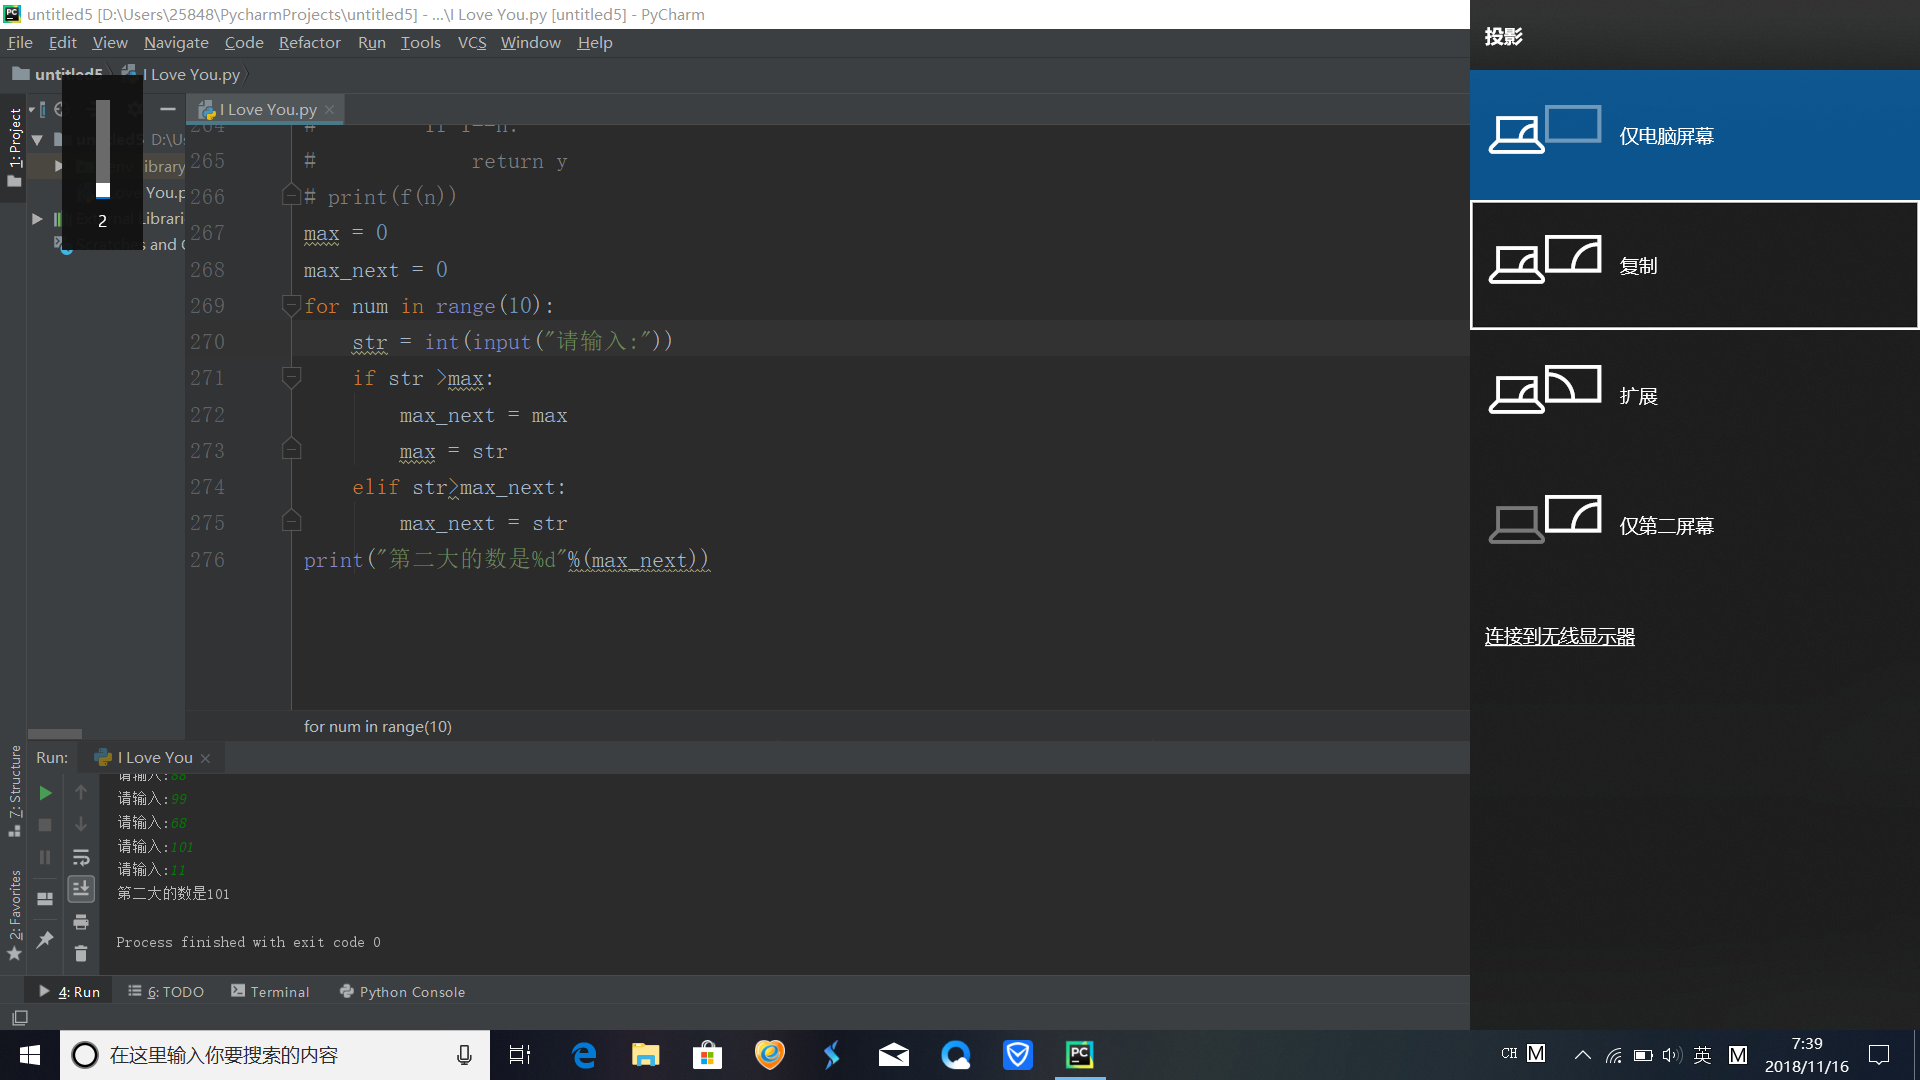 untitled5 [D:\Users\25848\PycharmProjects\untitled5] - ...\I Love You.py [untitled5] - PyCharm
File Edit View Navigate Code Refactor Run Tools VCS Window Help
untitled5 I Love You.py
1: Project
D:\Us
library
You.p
Librari
Scratches and C
2
I Love You.py
264 # if i==n:
265 # return y
266 # print(f(n))
267 max = 0
268 max_next = 0
269 for num in range(10):
270 str = int(input("请输入:"))
271 if str >max:
272 max_next = max
273 max = str
274 elif str>max_next:
275 max_next = str
276 print("第二大的数是%d"%(max_next))
for num in range(10)
7: Structure
2: Favorites
Run: I Love You
请输入:88
请输入:99
请输入:68
请输入:101
请输入:11
第二大的数是101
Process finished with exit code 0
4: Run 6: TODO Terminal Python Console
投影
仅电脑屏幕
复制
扩展
仅第二屏幕
连接到无线显示器
在这里输入你要搜索的内容
PC
CH M 英 M
7:39
2018/11/16